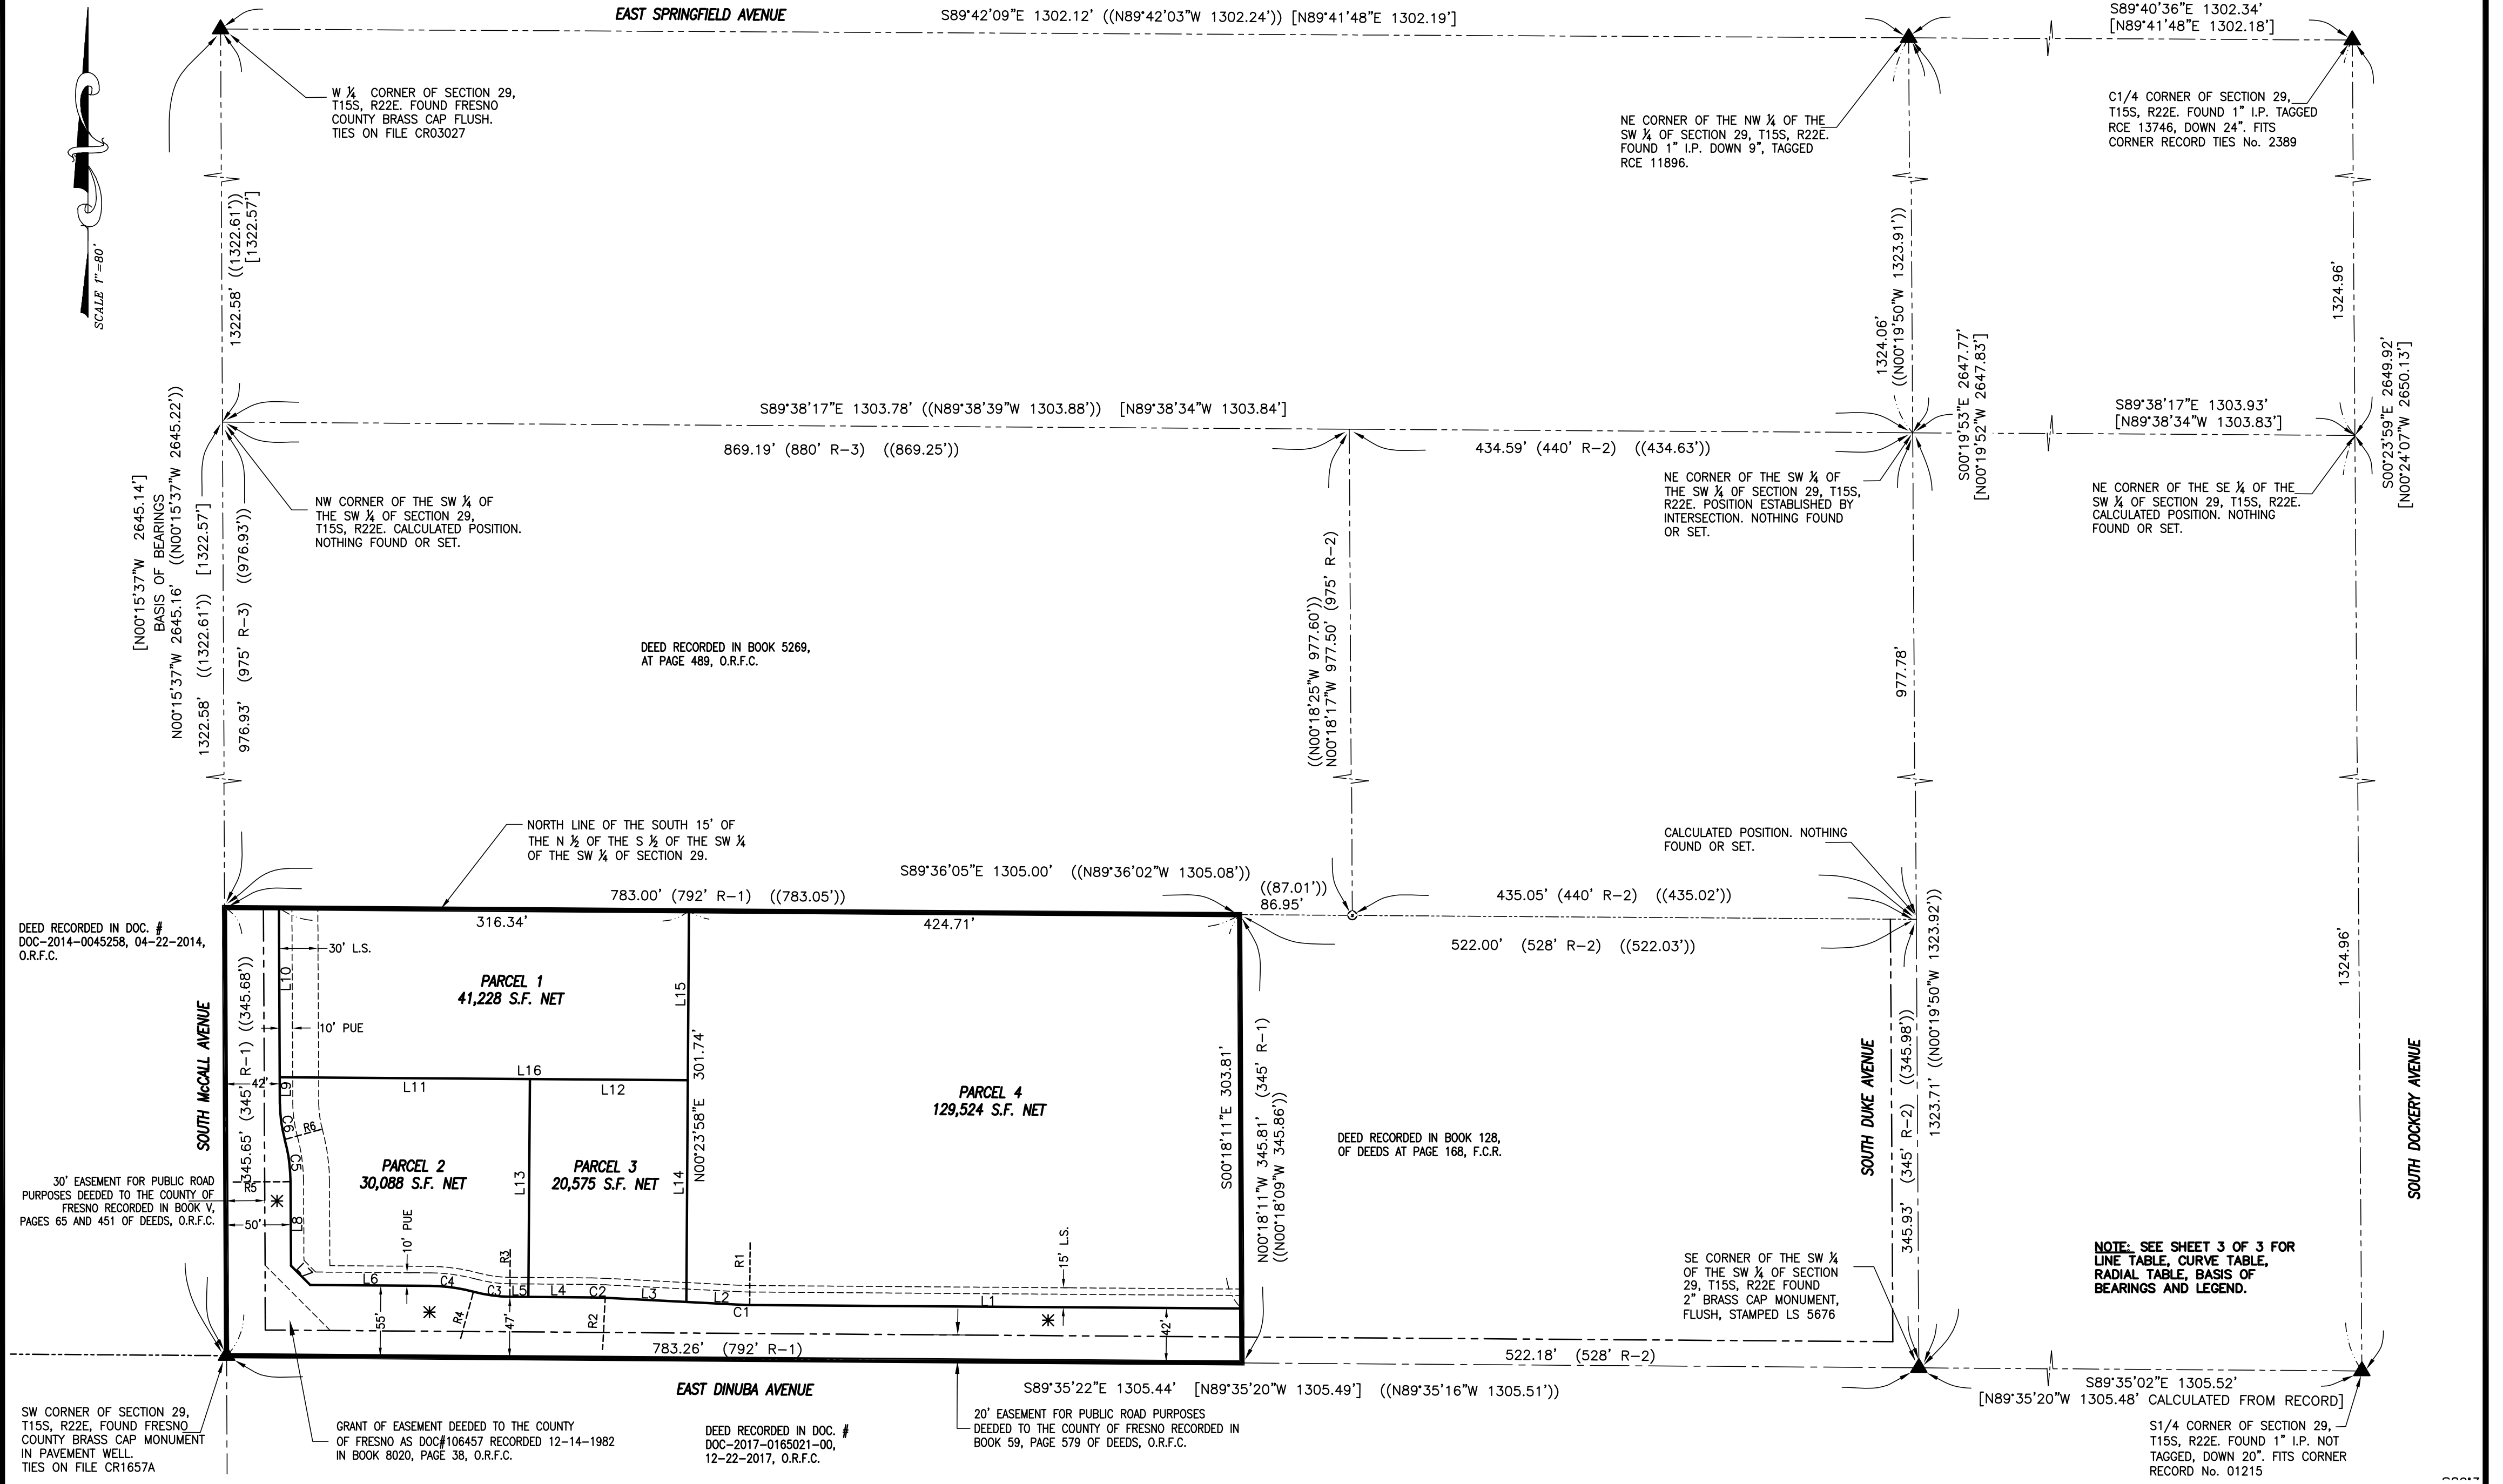 EAST SPRINGFIELD AVENUE
S89°42'09"E 1302.12' ((N89°42'03"W 1302.24')) [N89°41'48"E 1302.19']
S89°40'36"E 1302.34'
[N89°41'48"E 1302.18']
SCALE 1"=80'
W ¼ CORNER OF SECTION 29,
T15S, R22E. FOUND FRESNO
COUNTY BRASS CAP FLUSH.
TIES ON FILE CR03027
NE CORNER OF THE NW ¼ OF THE
SW ¼ OF SECTION 29, T15S, R22E.
FOUND 1" I.P. DOWN 9", TAGGED
RCE 11896.
C1/4 CORNER OF SECTION 29,
T15S, R22E. FOUND 1" I.P. TAGGED
RCE 13746, DOWN 24". FITS
CORNER RECORD TIES No. 2389
1322.58' ((1322.61'))
[1322.57']
1324.06'
((N00°19'50"W 1323.91'))
1324.96'
S00°19'53"E 2647.77'
[N00°19'52"W 2647.83']
S00°23'59"E 2649.92'
[N00°24'07"W 2650.13']
S89°38'17"E 1303.78' ((N89°38'39"W 1303.88')) [N89°38'34"W 1303.84']
869.19' (880' R-3) ((869.25'))
434.59' (440' R-2) ((434.63'))
S89°38'17"E 1303.93'
[N89°38'34"W 1303.83']
NW CORNER OF THE SW ¼ OF
THE SW ¼ OF SECTION 29,
T15S, R22E. CALCULATED POSITION.
NOTHING FOUND OR SET.
NE CORNER OF THE SW ¼ OF
THE SW ¼ OF SECTION 29, T15S,
R22E. POSITION ESTABLISHED BY
INTERSECTION. NOTHING FOUND
OR SET.
NE CORNER OF THE SE ¼ OF THE
SW ¼ OF SECTION 29, T15S, R22E.
CALCULATED POSITION. NOTHING
FOUND OR SET.
[N00°15'37"W 2645.14']
BASIS OF BEARINGS
N00°15'37"W 2645.16' ((N00°15'37"W 2645.22'))
1322.58' ((1322.61')) [1322.57']
976.93' (975' R-3) ((976.93'))
DEED RECORDED IN BOOK 5269,
AT PAGE 489, O.R.F.C.
((N00°18'25"W 977.60'))
N00°18'17"W 977.50' (975' R-2)
977.78'
NORTH LINE OF THE SOUTH 15' OF
THE N ½ OF THE S ½ OF THE SW ¼
OF THE SW ¼ OF SECTION 29.
CALCULATED POSITION. NOTHING
FOUND OR SET.
S89°36'05"E 1305.00' ((N89°36'02"W 1305.08'))
783.00' (792' R-1) ((783.05'))
((87.01'))
86.95'
435.05' (440' R-2) ((435.02'))
522.00' (528' R-2) ((522.03'))
DEED RECORDED IN DOC. #
DOC-2014-0045258, 04-22-2014,
O.R.F.C.
316.34'
424.71'
30' L.S.
L10
10' PUE
PARCEL 1
41,228 S.F. NET
L15
SOUTH McCALL AVENUE
345.65' (345' R-1) ((345.68'))
42'
L9
L11
L16
L12
N00°23'58"E 301.74'
PARCEL 4
129,524 S.F. NET
S00°18'11"E 303.81'
N00°18'11"W 345.81' (345' R-1)
((N00°18'09"W 345.86'))
C6
R6
C5
R5
PARCEL 2
30,088 S.F. NET
L13
PARCEL 3
20,575 S.F. NET
L14
30' EASEMENT FOR PUBLIC ROAD
PURPOSES DEEDED TO THE COUNTY OF
FRESNO RECORDED IN BOOK V,
PAGES 65 AND 451 OF DEEDS, O.R.F.C.
50'
L8
L7
10' PUE
L6
C4
R3
C3
L5
L4
C2
L3
L2
C1
R1
L1
15' L.S.
R4
R2
55'
47'
42'
DEED RECORDED IN BOOK 128,
OF DEEDS AT PAGE 168, F.C.R.
SOUTH DUKE AVENUE
345.93' (345' R-2) ((345.98'))
1323.71' ((N00°19'50"W 1323.92'))
1324.96'
SOUTH DOCKERY AVENUE
SE CORNER OF THE SW ¼
OF THE SW ¼ OF SECTION
29, T15S, R22E FOUND
2" BRASS CAP MONUMENT,
FLUSH, STAMPED LS 5676
NOTE: SEE SHEET 3 OF 3 FOR
LINE TABLE, CURVE TABLE,
RADIAL TABLE, BASIS OF
BEARINGS AND LEGEND.
783.26' (792' R-1)
522.18' (528' R-2)
EAST DINUBA AVENUE
S89°35'22"E 1305.44' [N89°35'20"W 1305.49'] ((N89°35'16"W 1305.51'))
S89°35'02"E 1305.52'
[N89°35'20"W 1305.48' CALCULATED FROM RECORD]
SW CORNER OF SECTION 29,
T15S, R22E, FOUND FRESNO
COUNTY BRASS CAP MONUMENT
IN PAVEMENT WELL.
TIES ON FILE CR1657A
GRANT OF EASEMENT DEEDED TO THE COUNTY
OF FRESNO AS DOC#106457 RECORDED 12-14-1982
IN BOOK 8020, PAGE 38, O.R.F.C.
DEED RECORDED IN DOC. #
DOC-2017-0165021-00,
12-22-2017, O.R.F.C.
20' EASEMENT FOR PUBLIC ROAD PURPOSES
DEEDED TO THE COUNTY OF FRESNO RECORDED IN
BOOK 59, PAGE 579 OF DEEDS, O.R.F.C.
S1/4 CORNER OF SECTION 29,
T15S, R22E. FOUND 1" I.P. NOT
TAGGED, DOWN 20". FITS CORNER
RECORD No. 01215